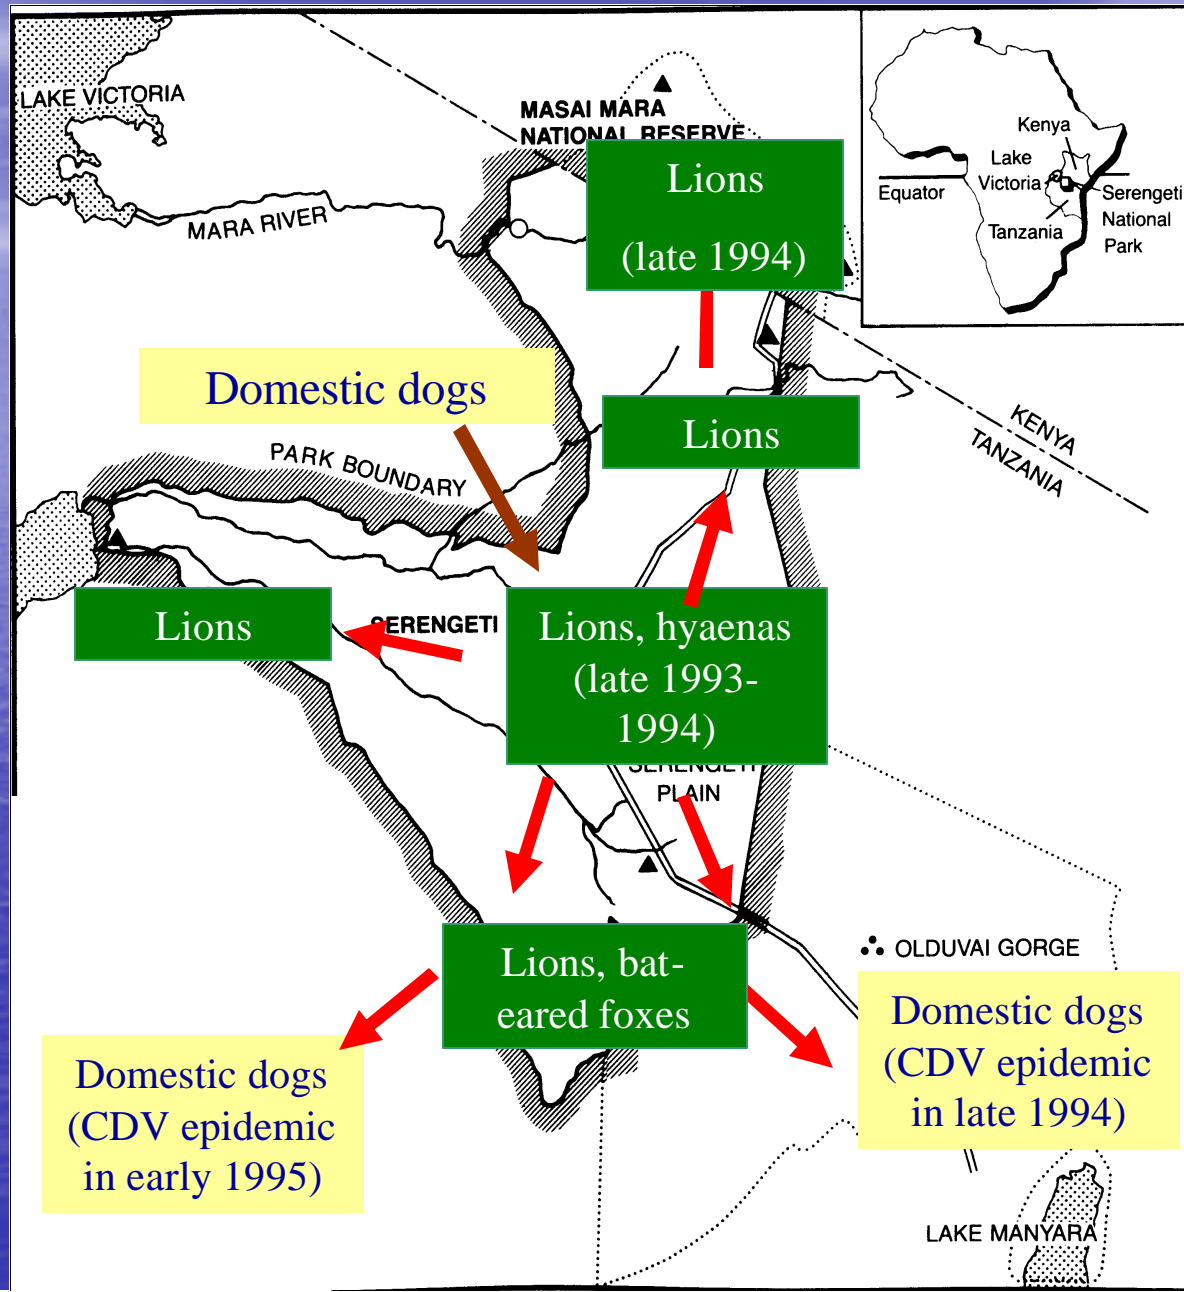 LAKE VICTORIA
MASAI MARA
NATIONAL RESERVE
Lions
(late 1994)
Kenya
Lake
Victoria
Equator
Serengeti
National
Park
Tanzania
MARA RIVER
Domestic dogs
Lions
KENYA
TANZANIA
PARK BOUNDARY
Lions
SERENGETI
Lions, hyaenas
(late 1993-
1994)
SERENGETI
PLAIN
Lions, bat-
eared foxes
OLDUVAI GORGE
Domestic dogs
(CDV epidemic
in late 1994)
Domestic dogs
(CDV epidemic
in early 1995)
LAKE MANYARA